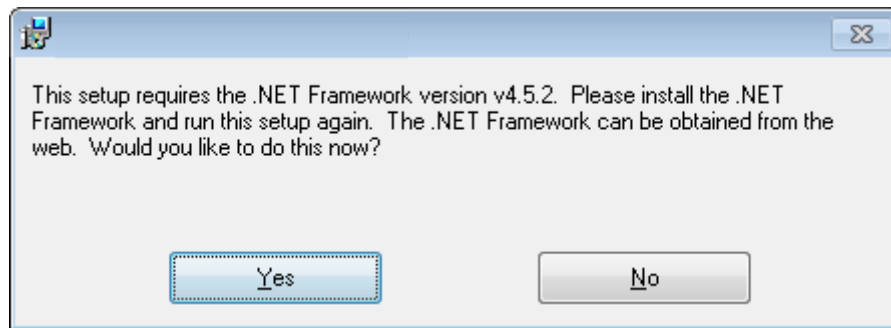 This setup requires the .NET Framework version v4.5.2.  Please install the .NET
Framework and run this setup again.  The .NET Framework can be obtained from the
web.  Would you like to do this now?
Yes
No